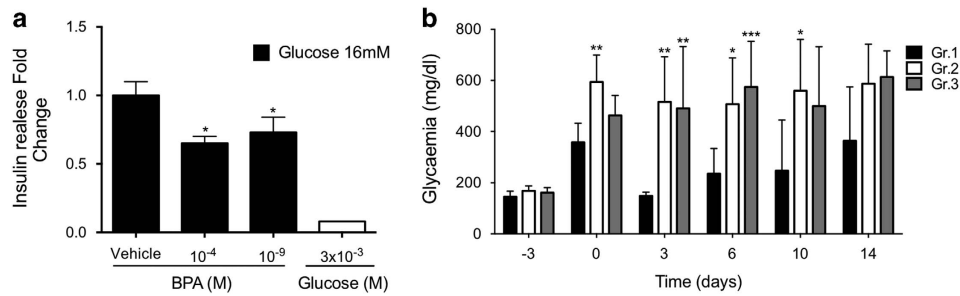 a
Insulin realese Fold
Change
1.5
1.0
0.5
0.0
Glucose 16mM
*
*
Vehicle 10⁻⁴ 10⁻⁹ 3x10⁻³
BPA (M) Glucose (M)
b
Glycaemia (mg/dl)
800
600
400
200
0
** ** ** * *** *
Gr.1
Gr.2
Gr.3
-3 0 3 6 10 14
Time (days)